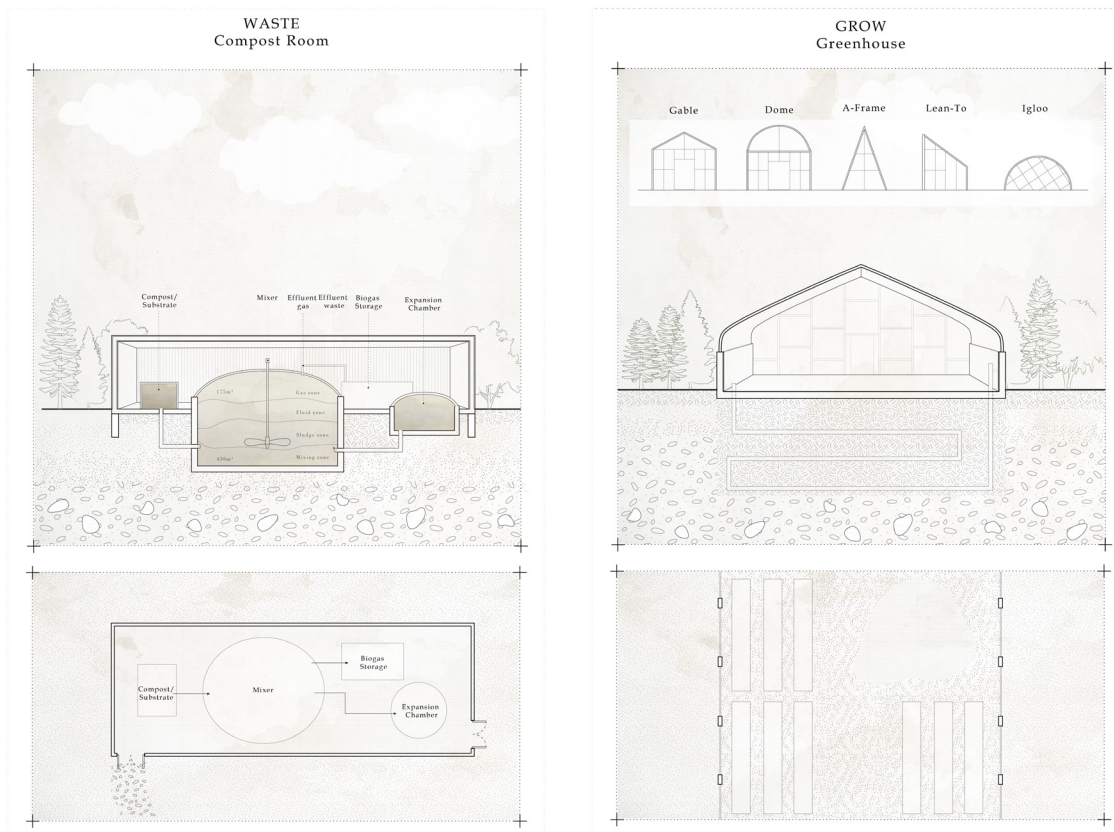 WASTE
Compost Room
Compost/
Substrate
Mixer
Effluent
gas
Effluent
waste
Biogas
Storage
Expansion
Chamber
175m³
Gas zone
Fluid zone
Sludge zone
Mixing zone
Compost/
Substrate
Mixer
Biogas
Storage
Expansion
Chamber
GROW
Greenhouse
Gable
Dome
A-Frame
Lean-To
Igloo